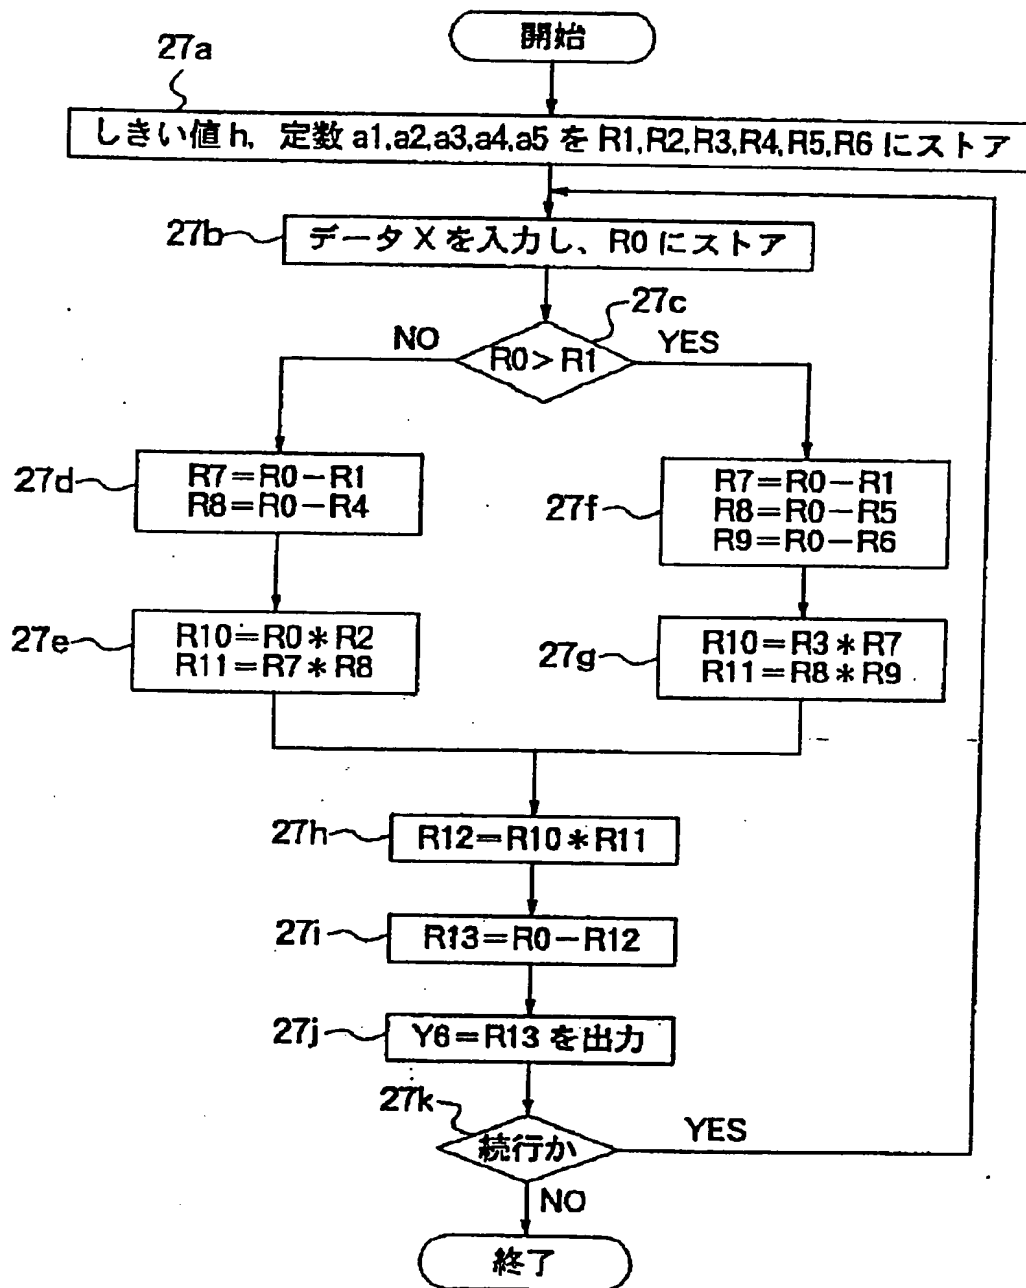 開始
27a
しきい値 h, 定数 a1,a2,a3,a4,a5 を R1,R2,R3,R4,R5,R6 にストア
27b
データ X を入力し、R0 にストア
27c
NO
R0>R1
YES
27d
R7=R0-R1
R8=R0-R4
27f
R7=R0-R1
R8=R0-R5
R9=R0-R6
27e
R10=R0*R2
R11=R7*R8
27g
R10=R3*R7
R11=R8*R9
27h
R12=R10*R11
27i
R13=R0-R12
27j
Y6=R13 を出力
27k
続行か
YES
NO
終了